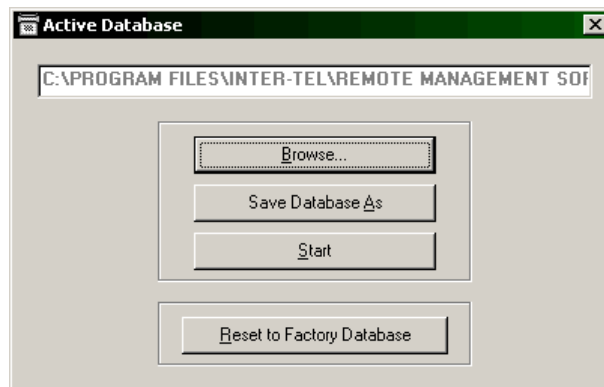 Active Database
C:\PROGRAM FILES\INTER-TEL\REMOTE MANAGEMENT SOF
Browse...
Save Database As
Start
Reset to Factory Database